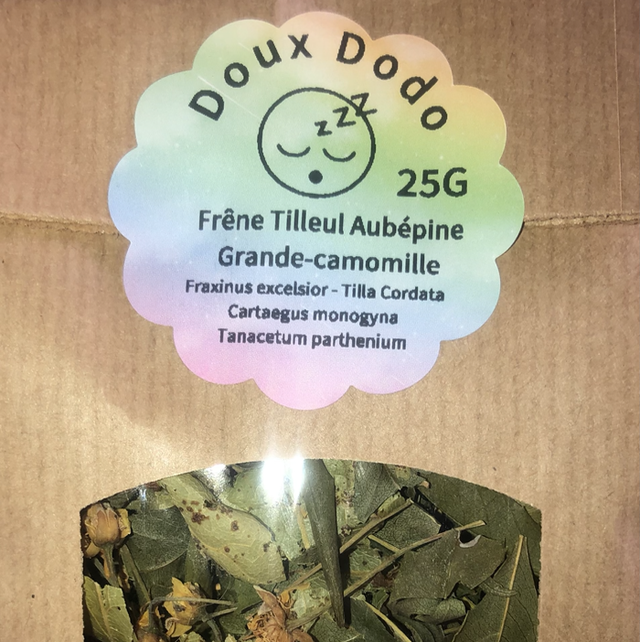 Doux Dodo
zzZ
25G
Frêne Tilleul Aubépine
Grande-camomille
Fraxinus excelsior - Tilla Cordata
Cartaegus monogyna
Tanacetum parthenium